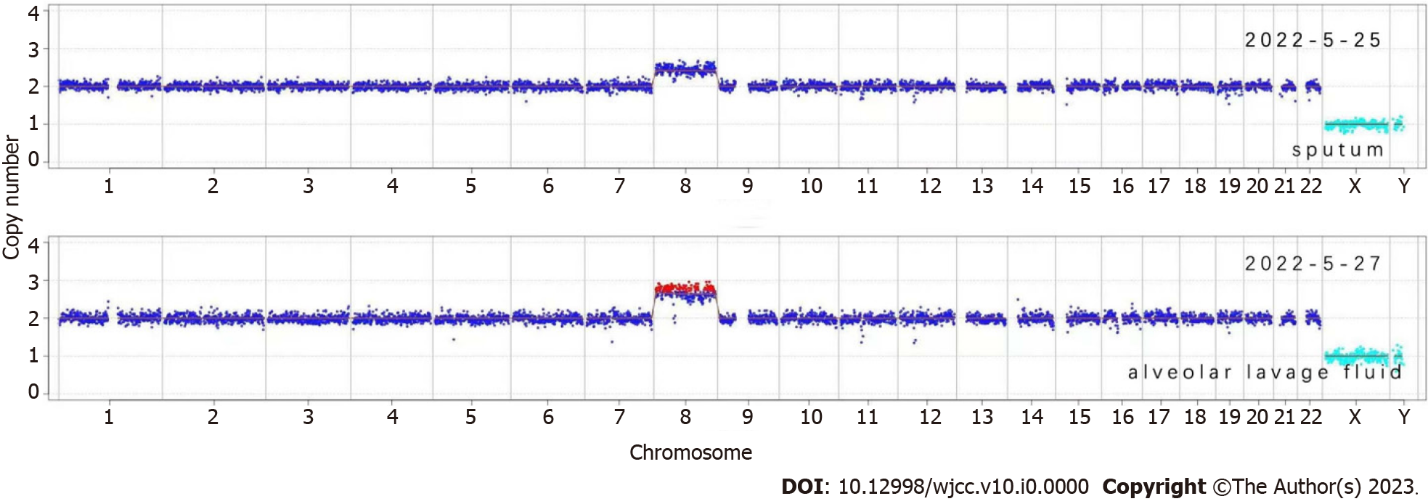 Copy number
4
3
2
1
0
2022-5-25
sputum
1 2 3 4 5 6 7 8 9 10 11 12 13 14 15 16 17 18 19 20 21 22 X Y
4
3
2
1
0
2022-5-27
alveolar lavage fluid
1 2 3 4 5 6 7 8 9 10 11 12 13 14 15 16 17 18 19 20 21 22 X Y
Chromosome
DOI: 10.12998/wjcc.v10.i0.0000 Copyright ©The Author(s) 2023.